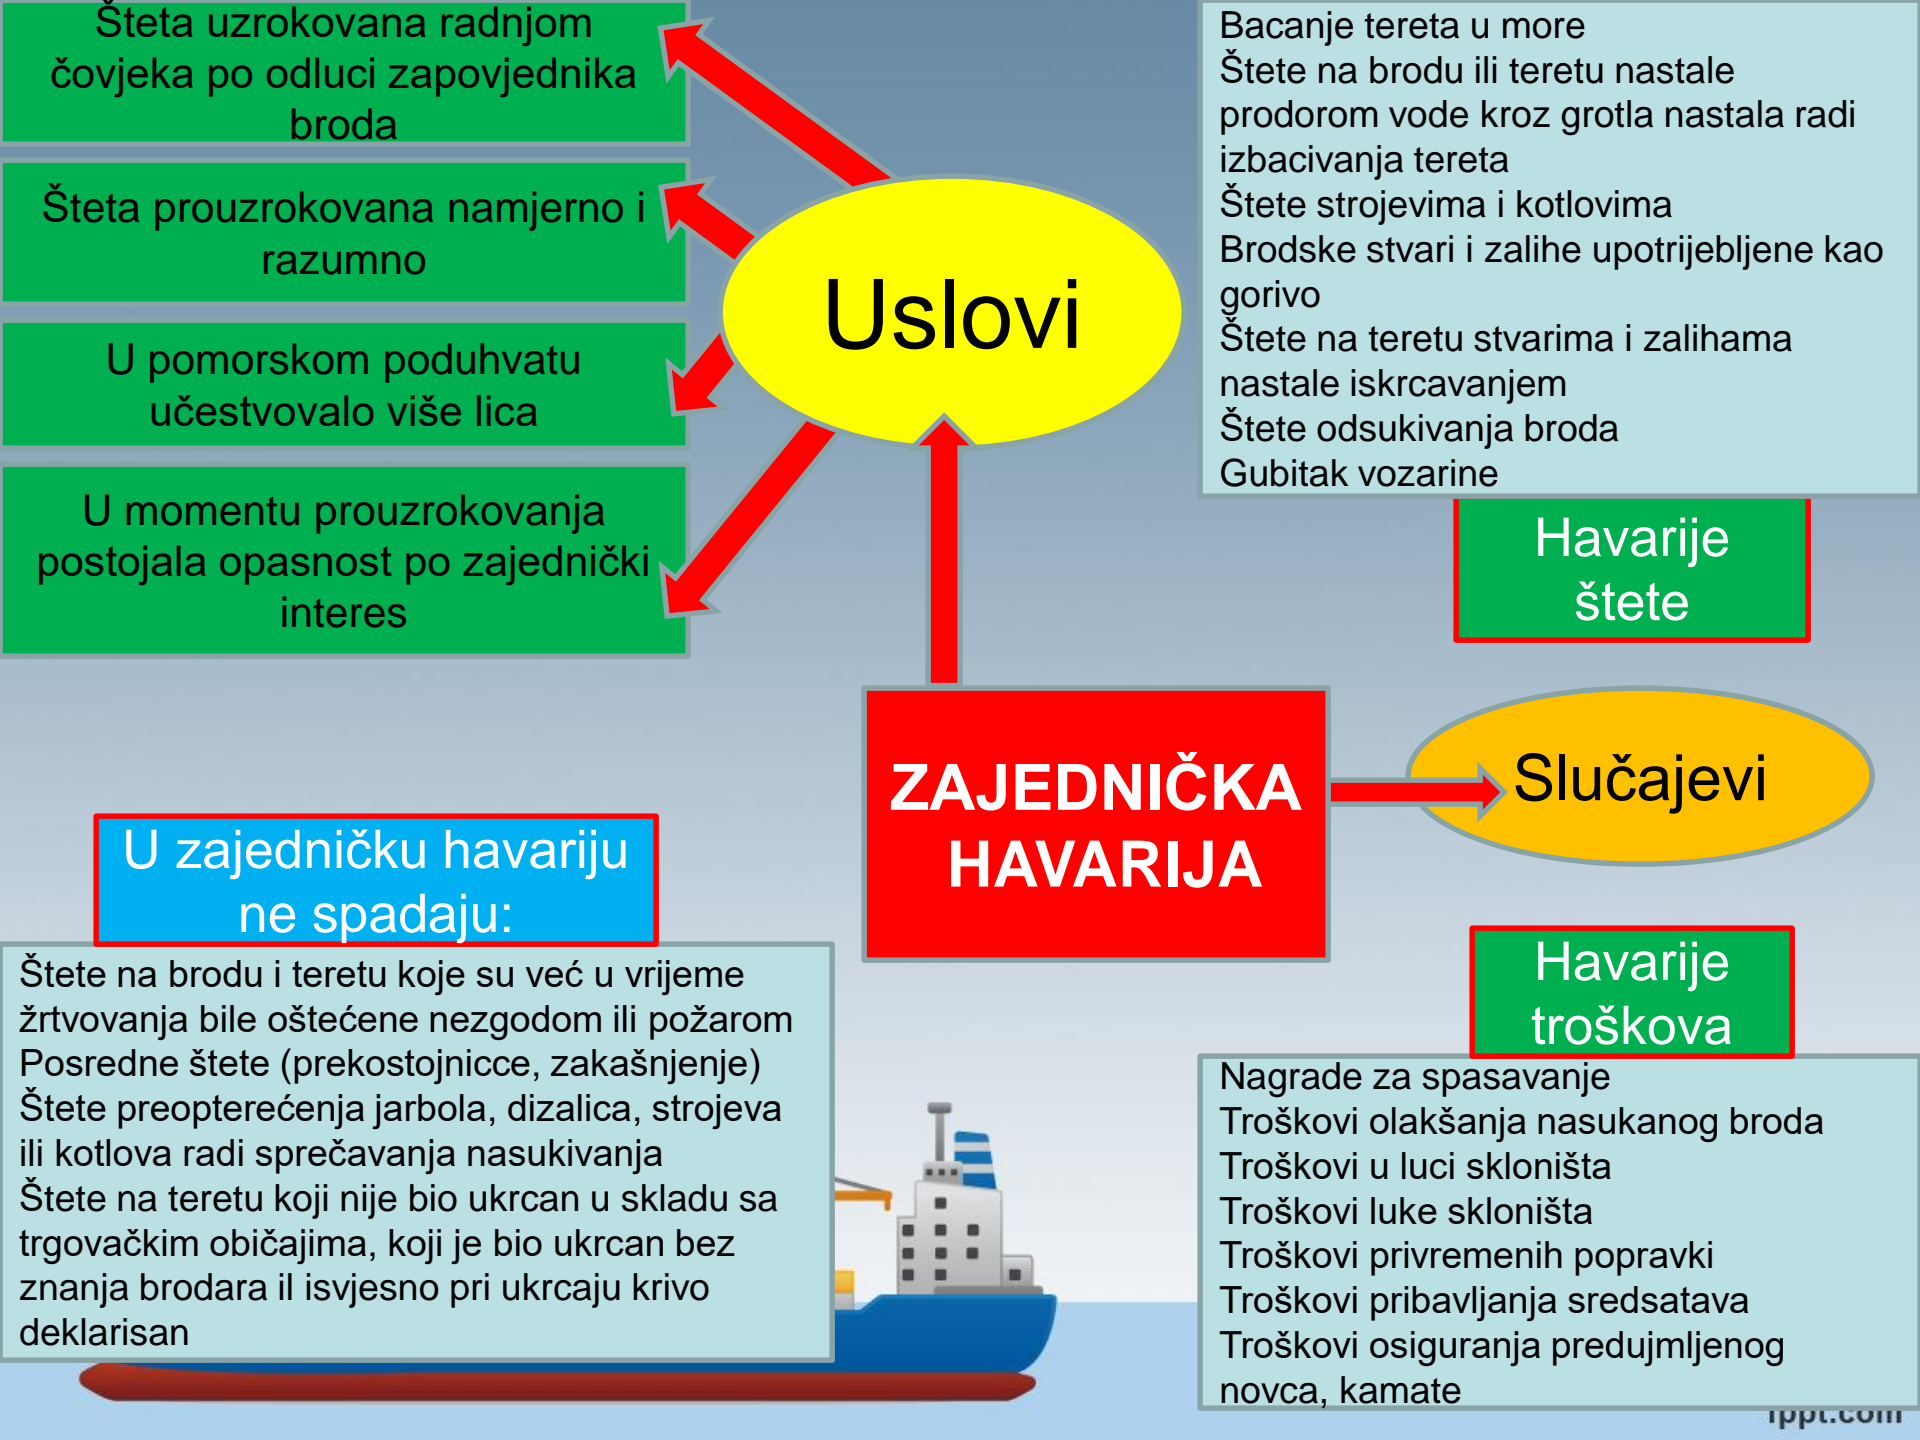 Šteta uzrokovana radnjom
čovjeka po odluci zapovjednika
broda
Šteta prouzrokovana namjerno i
razumno
U pomorskom poduhvatu
učestvovalo više lica
U momentu prouzrokovanja
postojala opasnost po zajednički
interes
Uslovi
Bacanje tereta u more
Štete na brodu ili teretu nastale
prodorom vode kroz grotla nastala radi
izbacivanja tereta
Štete strojevima i kotlovima
Brodske stvari i zalihe upotrijebljene kao
gorivo
Štete na teretu stvarima i zalihama
nastale iskrcavanjem
Štete odsukivanja broda
Gubitak vozarine
Havarije
štete
ZAJEDNIČKA
HAVARIJA
Slučajevi
U zajedničku havariju
ne spadaju:
Štete na brodu i teretu koje su već u vrijeme
žrtvovanja bile oštećene nezgodom ili požarom
Posredne štete (prekostojnicce, zakašnjenje)
Štete preopterećenja jarbola, dizalica, strojeva
ili kotlova radi sprečavanja nasukivanja
Štete na teretu koji nije bio ukrcan u skladu sa
trgovačkim običajima, koji je bio ukrcan bez
znanja brodara il isvjesno pri ukrcaju krivo
deklarisan
Havarije
troškova
Nagrade za spasavanje
Troškovi olakšanja nasukanog broda
Troškovi u luci skloništa
Troškovi luke skloništa
Troškovi privremenih popravki
Troškovi pribavljanja sredsatava
Troškovi osiguranja predujmljenog
novca, kamate
fppt.com